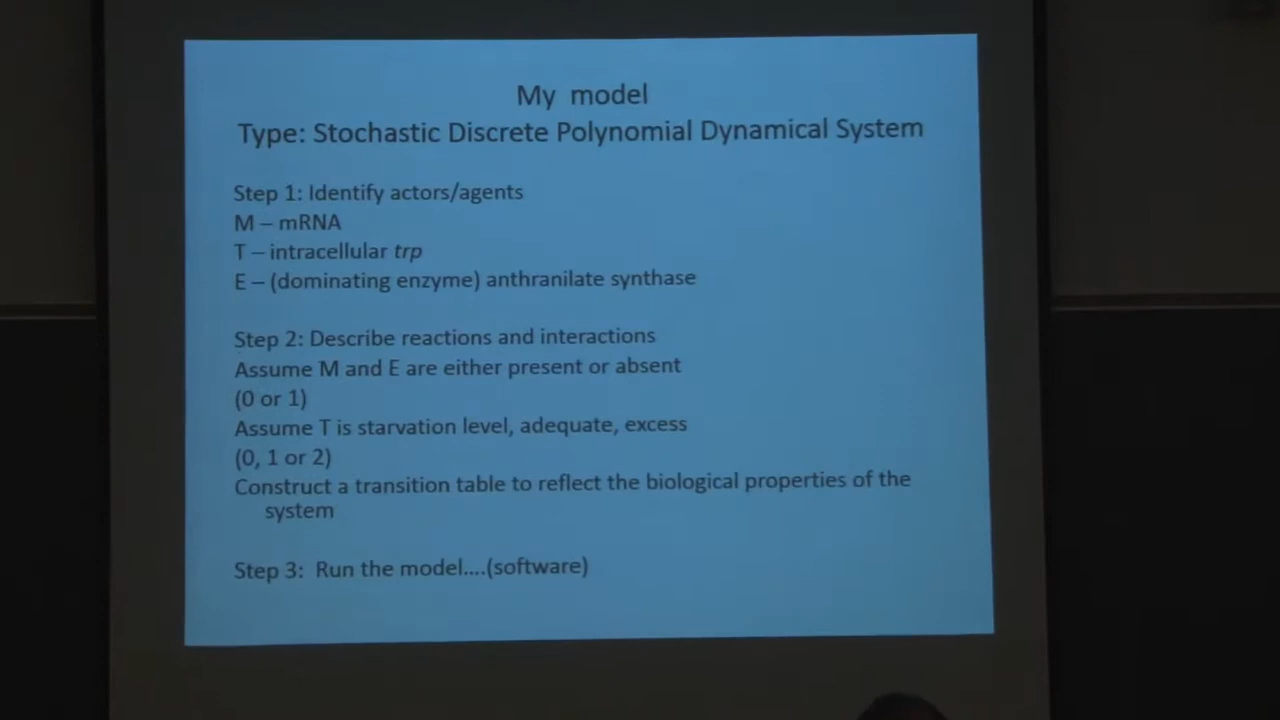 My model
Type: Stochastic Discrete Polynomial Dynamical System
Step 1: Identify actors/agents
M – mRNA
T – intracellular trp
E – (dominating enzyme) anthranilate synthase
Step 2: Describe reactions and interactions
Assume M and E are either present or absent
(0 or 1)
Assume T is starvation level, adequate, excess
(0, 1 or 2)
Construct a transition table to reflect the biological properties of the
system
Step 3: Run the model....(software)